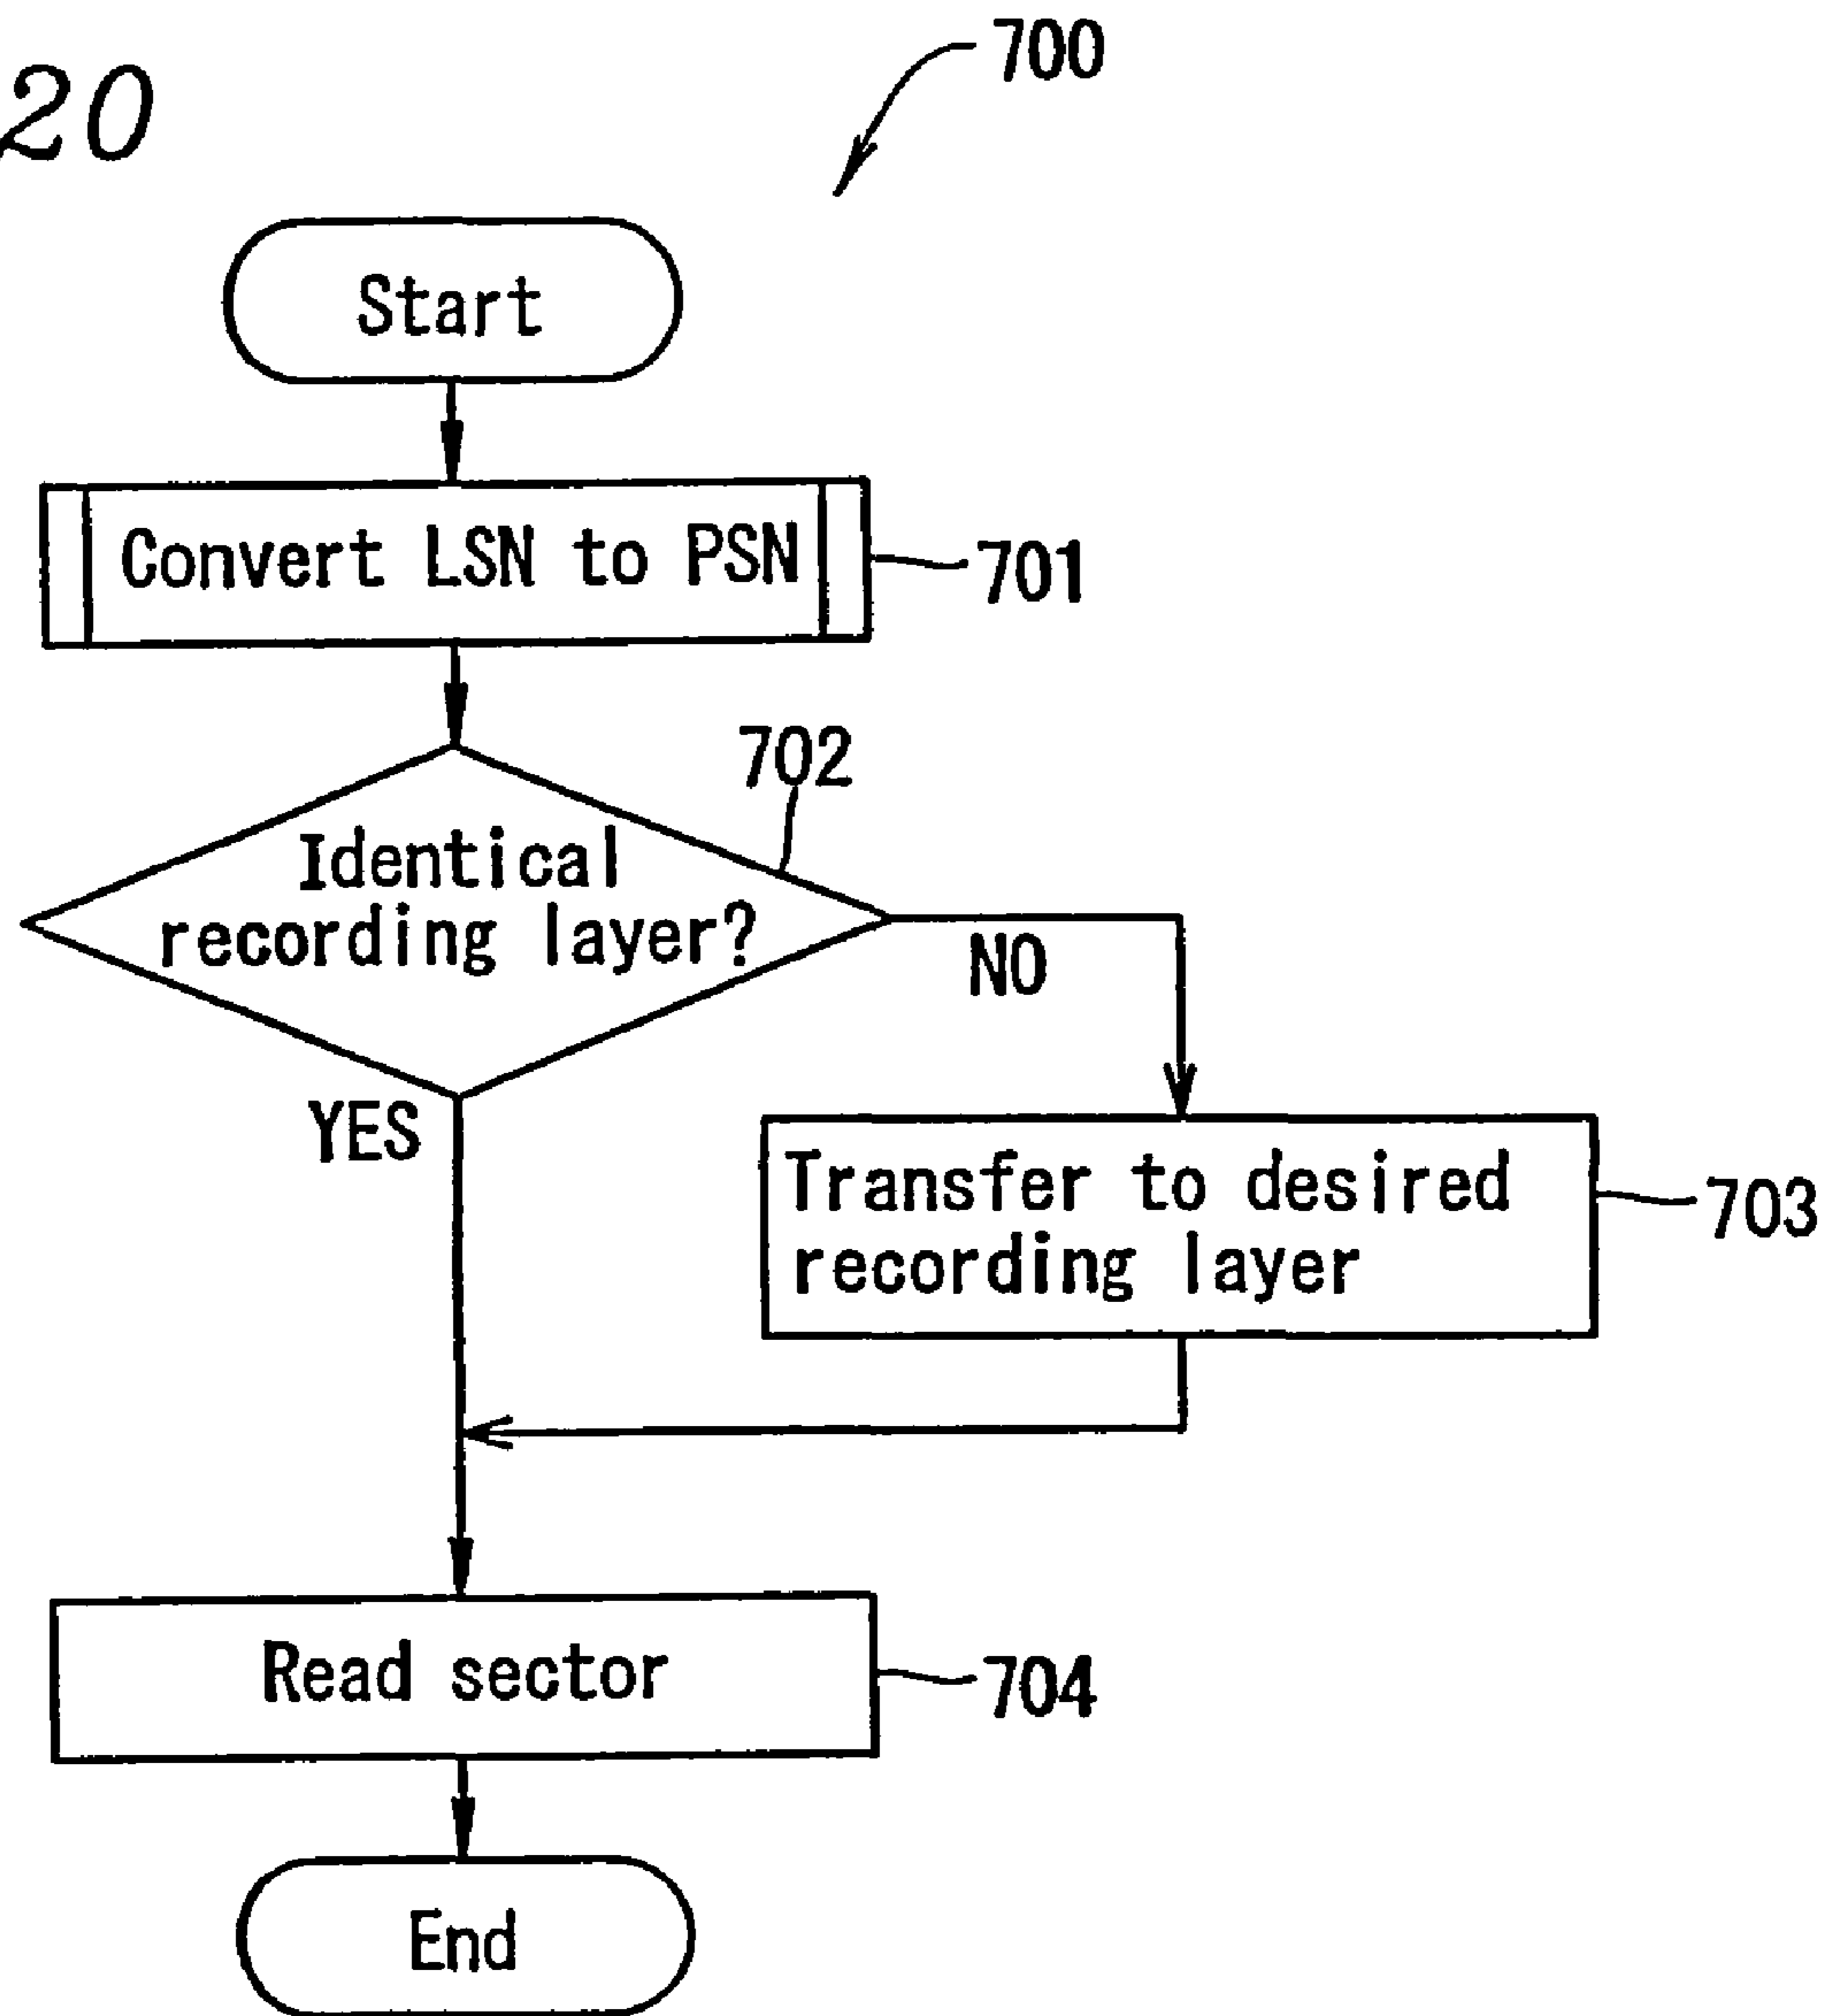 20
700
Start
Convert LSN to PSN
701
702
Identical
recording layer?
NO
YES
Transfer to desired
recording layer
703
Read sector
704
End